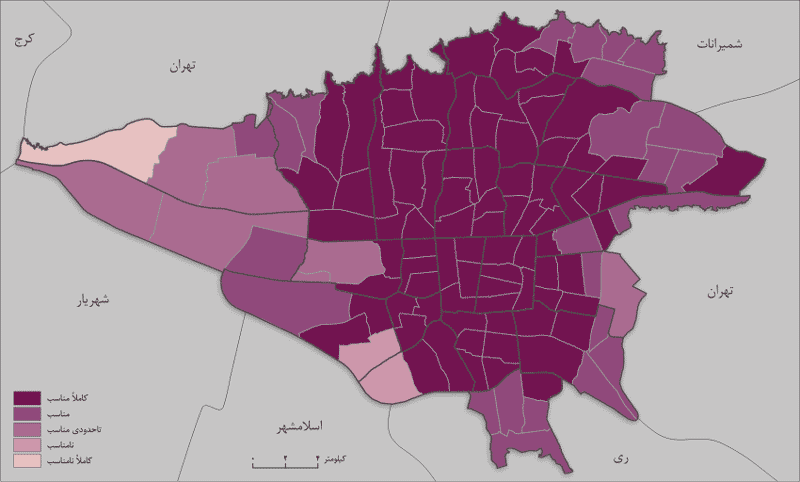 کرج
تهران
شمیرانات
تهران
شهریار
کاملاً مناسب
مناسب
تاحدودی مناسب
نامناسب
کاملاً نامناسب
اسلامشهر
ری
۰ ۲ ۴ کیلومتر